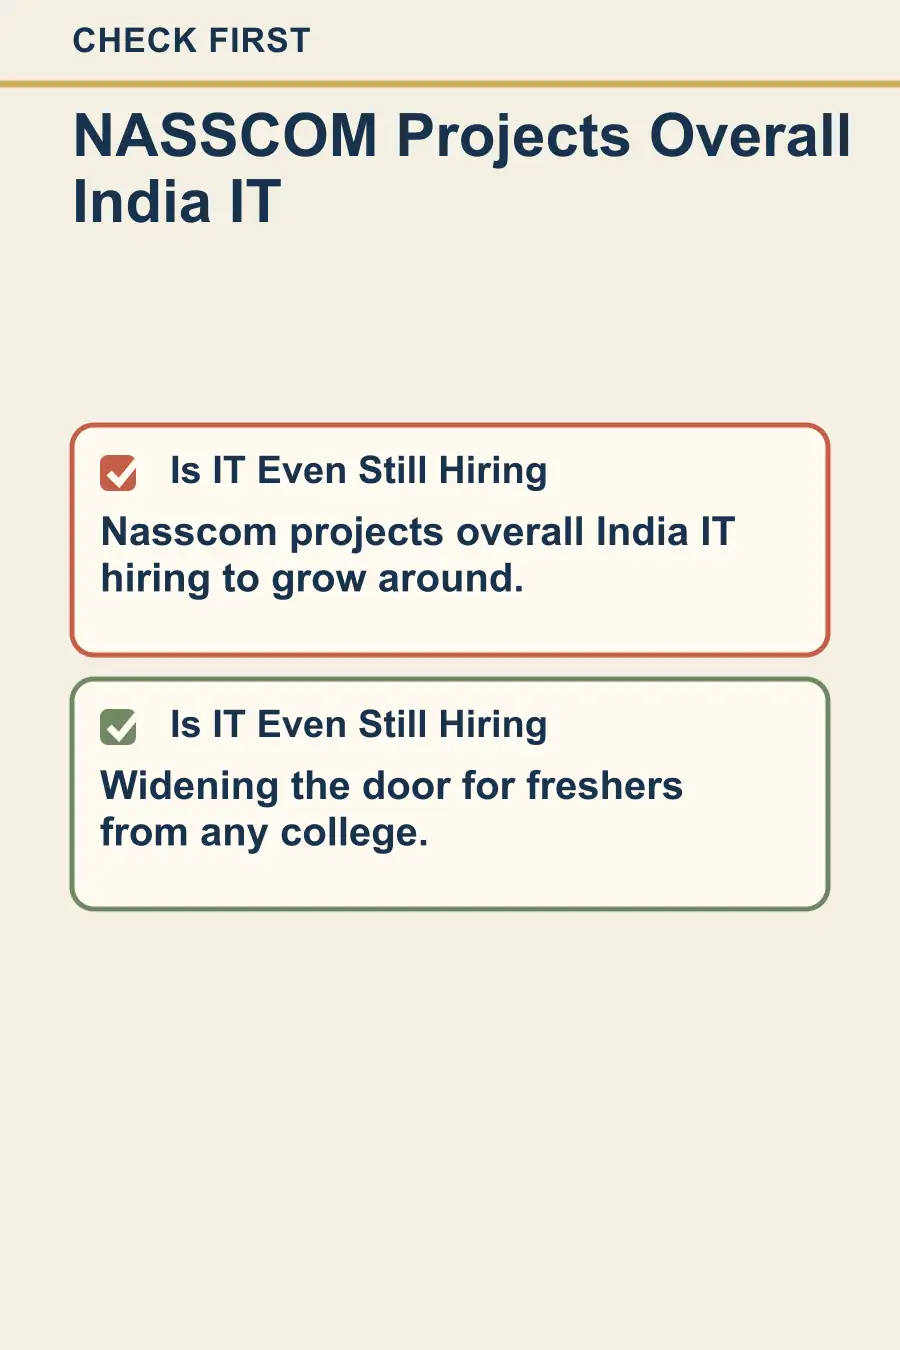 CHECK FIRST
NASSCOM Projects Overall
India IT
Is IT Even Still Hiring
Nasscom projects overall India IT
hiring to grow around.
Is IT Even Still Hiring
Widening the door for freshers
from any college.